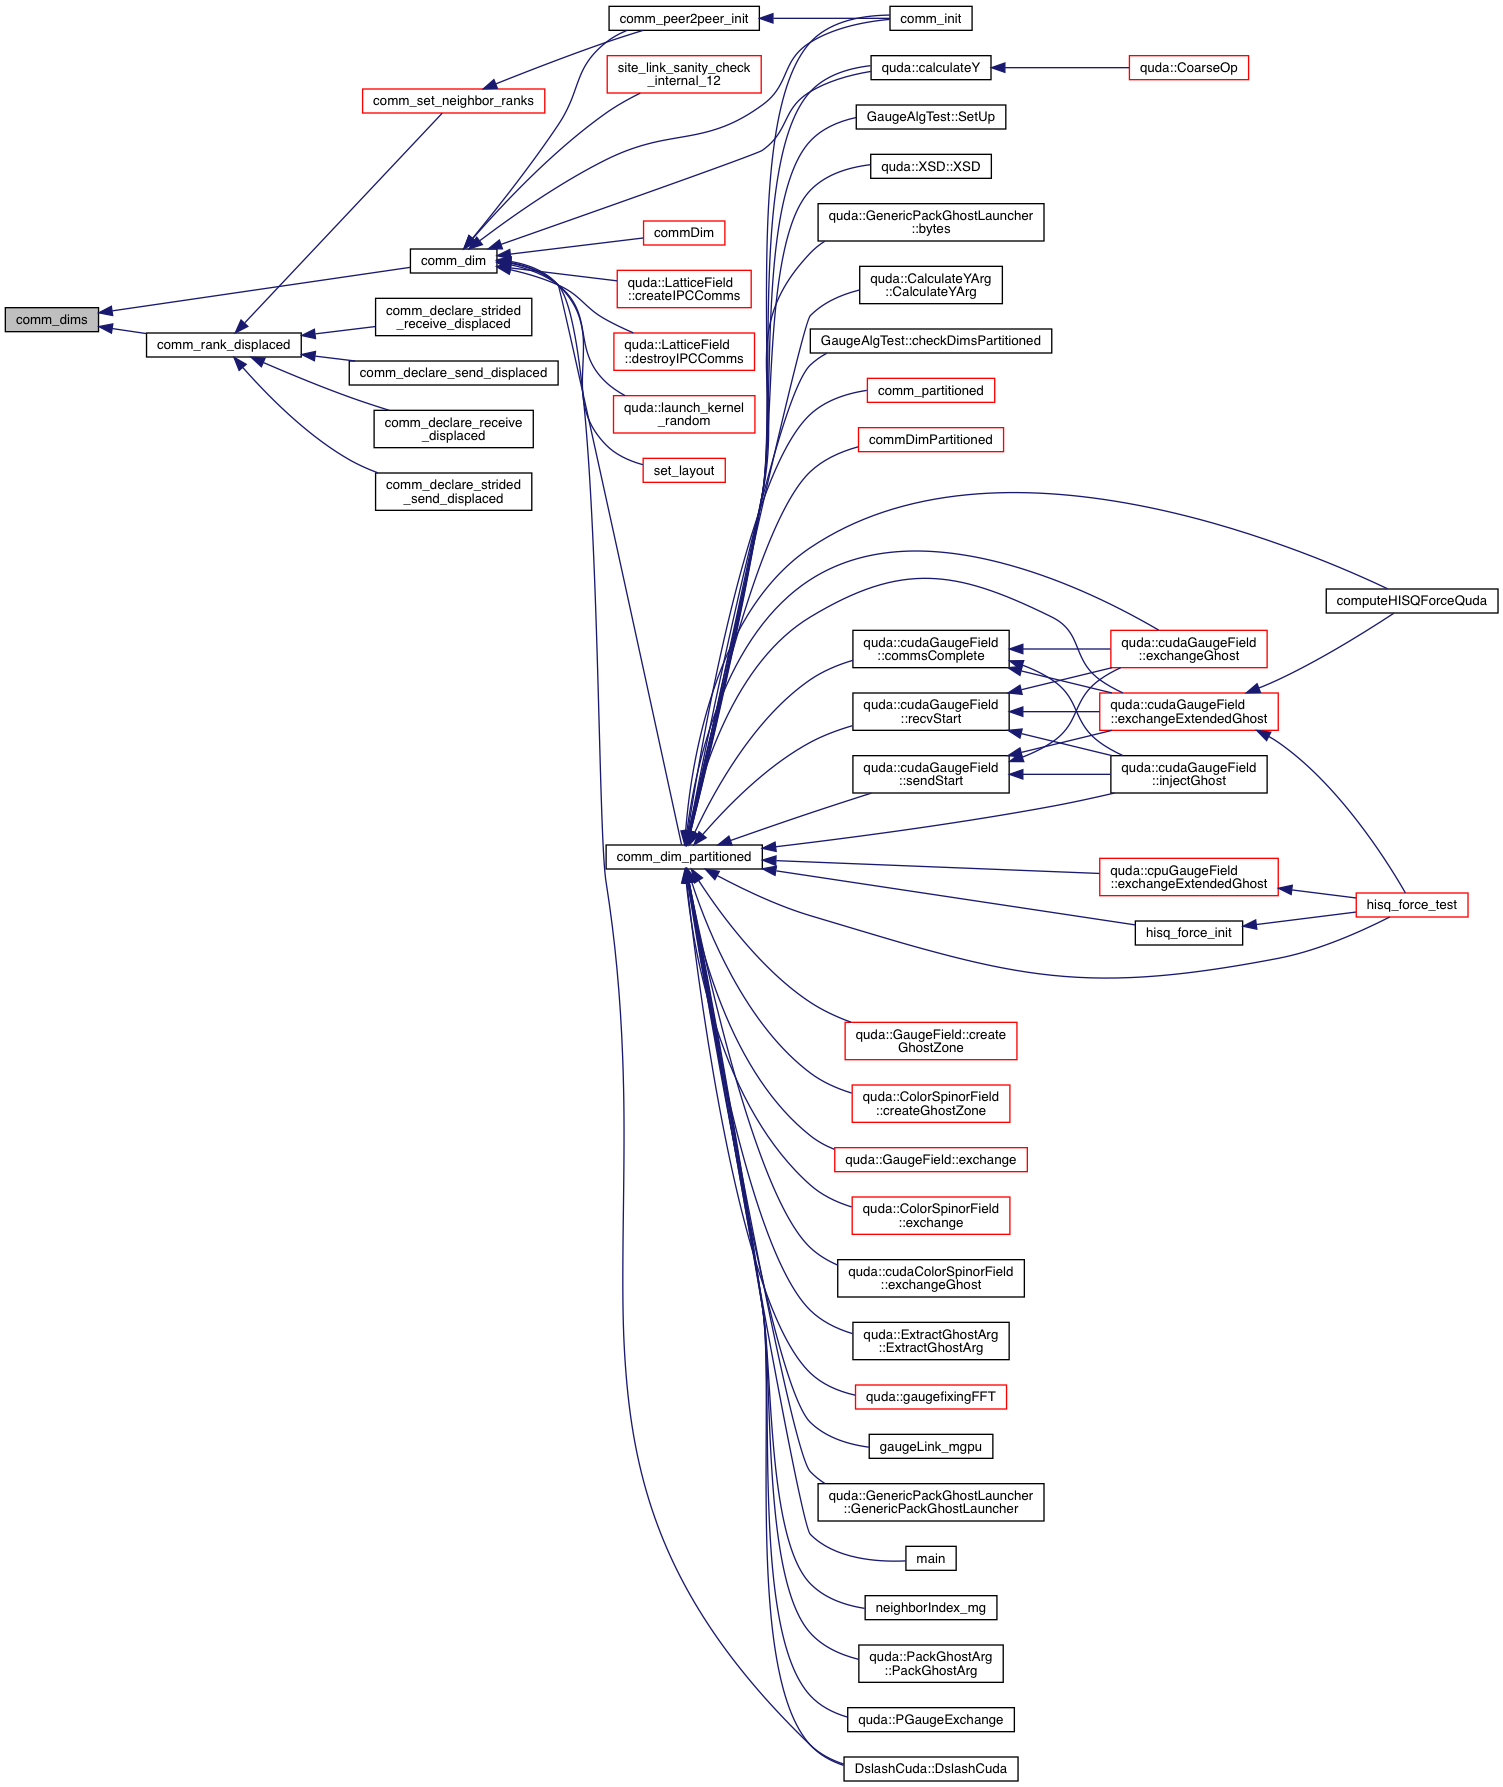 comm_peer2peer_init
comm_init
site_link_sanity_check
_internal_12
quda::calculateY
quda::CoarseOp
comm_set_neighbor_ranks
GaugeAlgTest::SetUp
quda::XSD::XSD
quda::GenericPackGhostLauncher
::bytes
commDim
comm_dim
quda::LatticeField
::createIPCComms
quda::CalculateYArg
::CalculateYArg
comm_dims
comm_declare_strided
_receive_displaced
comm_rank_displaced
quda::LatticeField
::destroyIPCComms
GaugeAlgTest::checkDimsPartitioned
comm_declare_send_displaced
comm_partitioned
comm_declare_receive
_displaced
quda::launch_kernel
_random
commDimPartitioned
set_layout
comm_declare_strided
_send_displaced
computeHISQForceQuda
quda::cudaGaugeField
::commsComplete
quda::cudaGaugeField
::exchangeGhost
quda::cudaGaugeField
::recvStart
quda::cudaGaugeField
::exchangeExtendedGhost
quda::cudaGaugeField
::sendStart
quda::cudaGaugeField
::injectGhost
comm_dim_partitioned
quda::cpuGaugeField
::exchangeExtendedGhost
hisq_force_test
hisq_force_init
quda::GaugeField::create
GhostZone
quda::ColorSpinorField
::createGhostZone
quda::GaugeField::exchange
quda::ColorSpinorField
::exchange
quda::cudaColorSpinorField
::exchangeGhost
quda::ExtractGhostArg
::ExtractGhostArg
quda::gaugefixingFFT
gaugeLink_mgpu
quda::GenericPackGhostLauncher
::GenericPackGhostLauncher
main
neighborIndex_mg
quda::PackGhostArg
::PackGhostArg
quda::PGaugeExchange
DslashCuda::DslashCuda